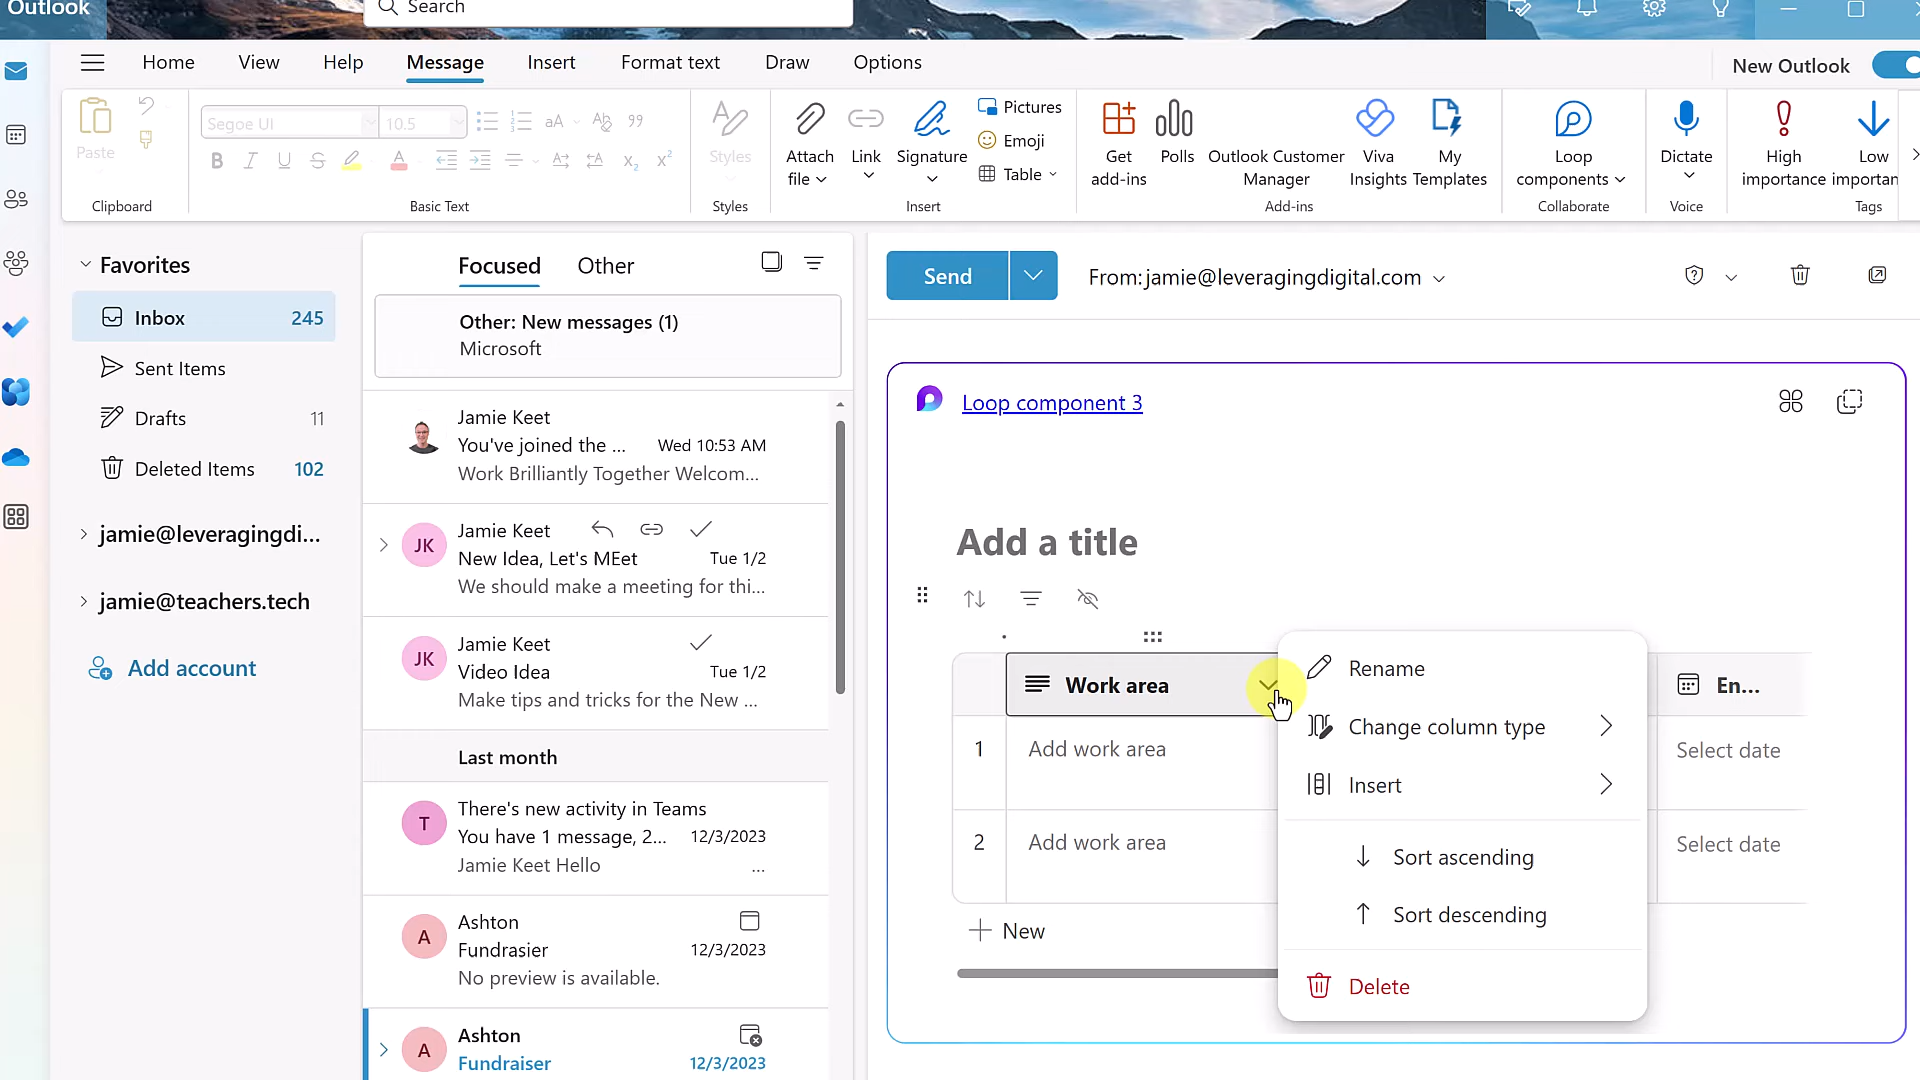 Outlook
Search
Home
View
Help
Message
Insert
Format text
Draw
Options
New Outlook
Paste
Clipboard
Segoe UI
10.5
Basic Text
Styles
Styles
Attach
file
Link
Signature
Pictures
Emoji
Table
Insert
Get
add-ins
Polls
Outlook Customer
Manager
Viva
Insights
My
Templates
Add-ins
Loop
components
Collaborate
Dictate
Voice
High
importance
Low
importan
Tags
Favorites
Inbox 245
Sent Items
Drafts 11
Deleted Items 102
jamie@leveragingdi...
jamie@teachers.tech
Add account
Focused
Other
Other: New messages (1)
Microsoft
Jamie Keet
You've joined the ... Wed 10:53 AM
Work Brilliantly Together Welcom...
JK
Jamie Keet
New Idea, Let's MEet Tue 1/2
We should make a meeting for thi...
JK
Jamie Keet
Video Idea Tue 1/2
Make tips and tricks for the New ...
Last month
T
There's new activity in Teams
You have 1 message, 2... 12/3/2023
Jamie Keet Hello ...
A
Ashton
Fundrasier 12/3/2023
No preview is available.
A
Ashton
Fundraiser 12/3/2023
Send
From: jamie@leveragingdigital.com
Loop component 3
Add a title
Work area
En...
1 Add work area
Select date
2 Add work area
Select date
New
Rename
Change column type
Insert
Sort ascending
Sort descending
Delete